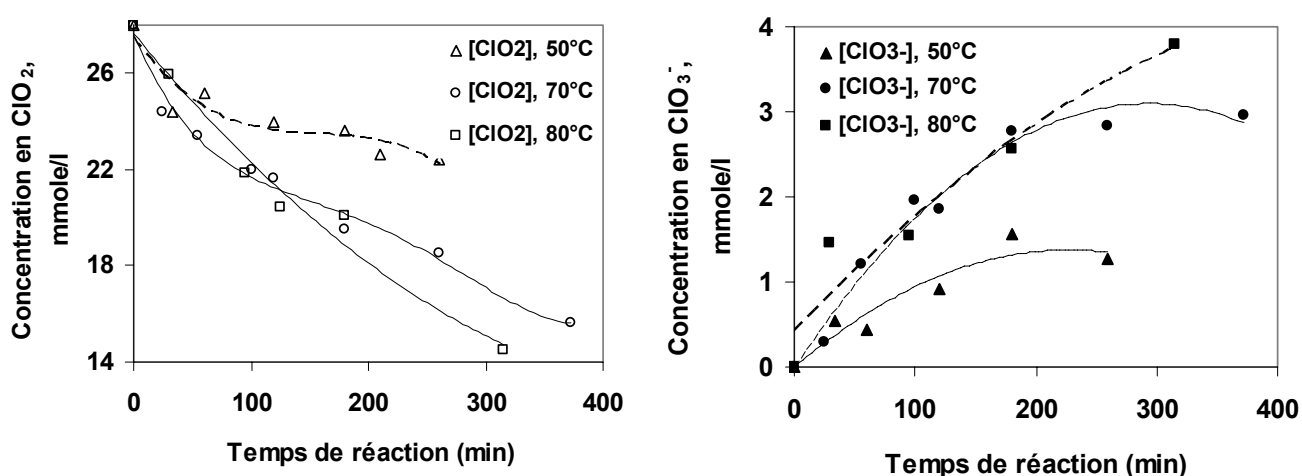 Concentration en ClO2,
mmole/l
26
22
18
14
[ClO2], 50°C
[ClO2], 70°C
[ClO2], 80°C
0 100 200 300 400
Temps de réaction (min)
Concentration en ClO3-,
mmole/l
4
3
2
1
0
[ClO3-], 50°C
[ClO3-], 70°C
[ClO3-], 80°C
0 100 200 300 400
Temps de réaction (min)